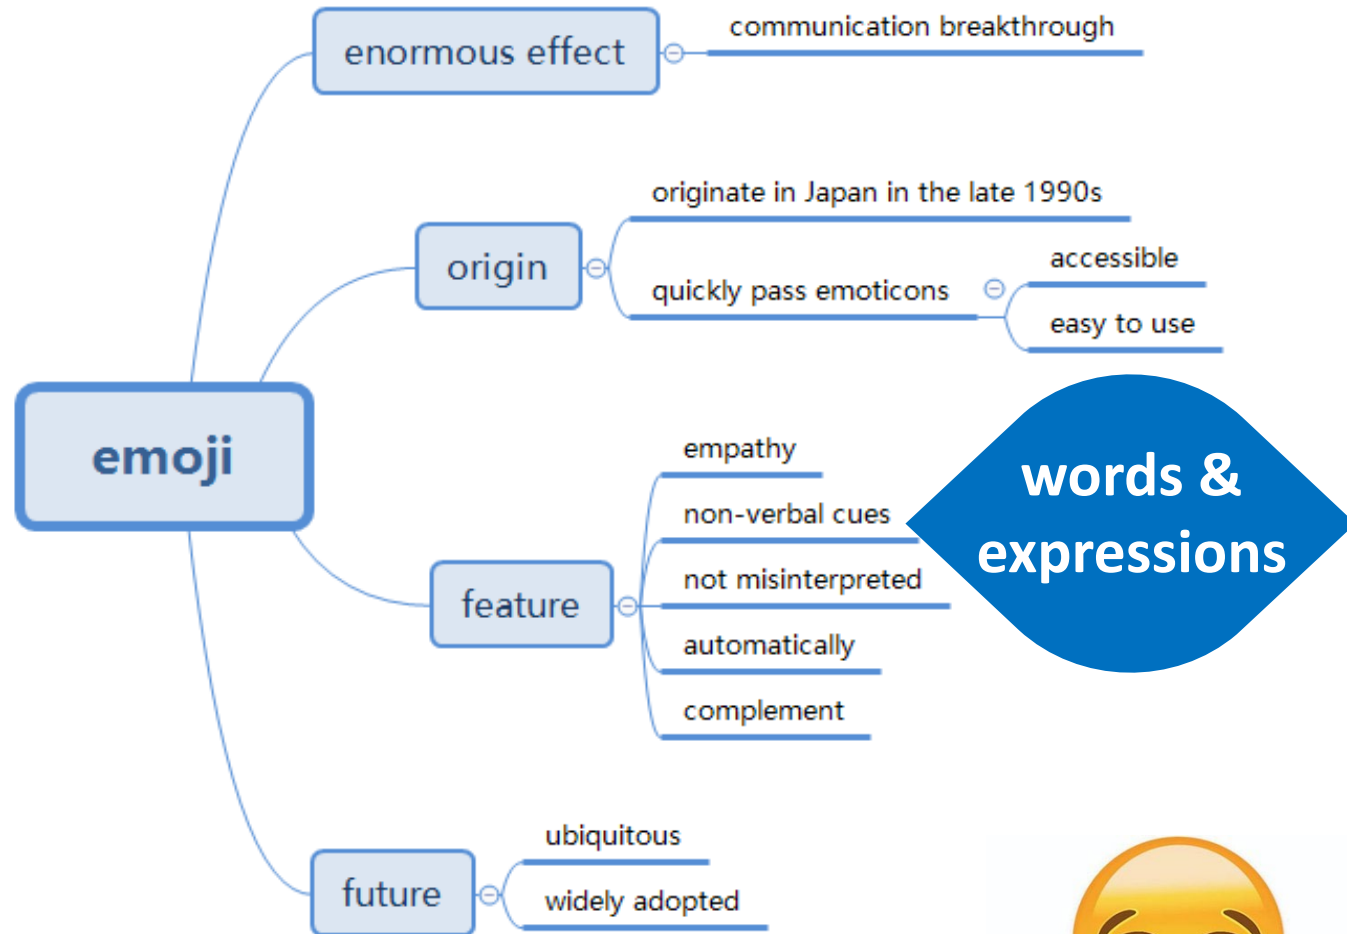 enormous effect
communication breakthrough
origin
originate in Japan in the late 1990s
quickly pass emoticons
accessible
easy to use
emoji
feature
empathy
non-verbal cues
not misinterpreted
automatically
complement
words &
expressions
future
ubiquitous
widely adopted